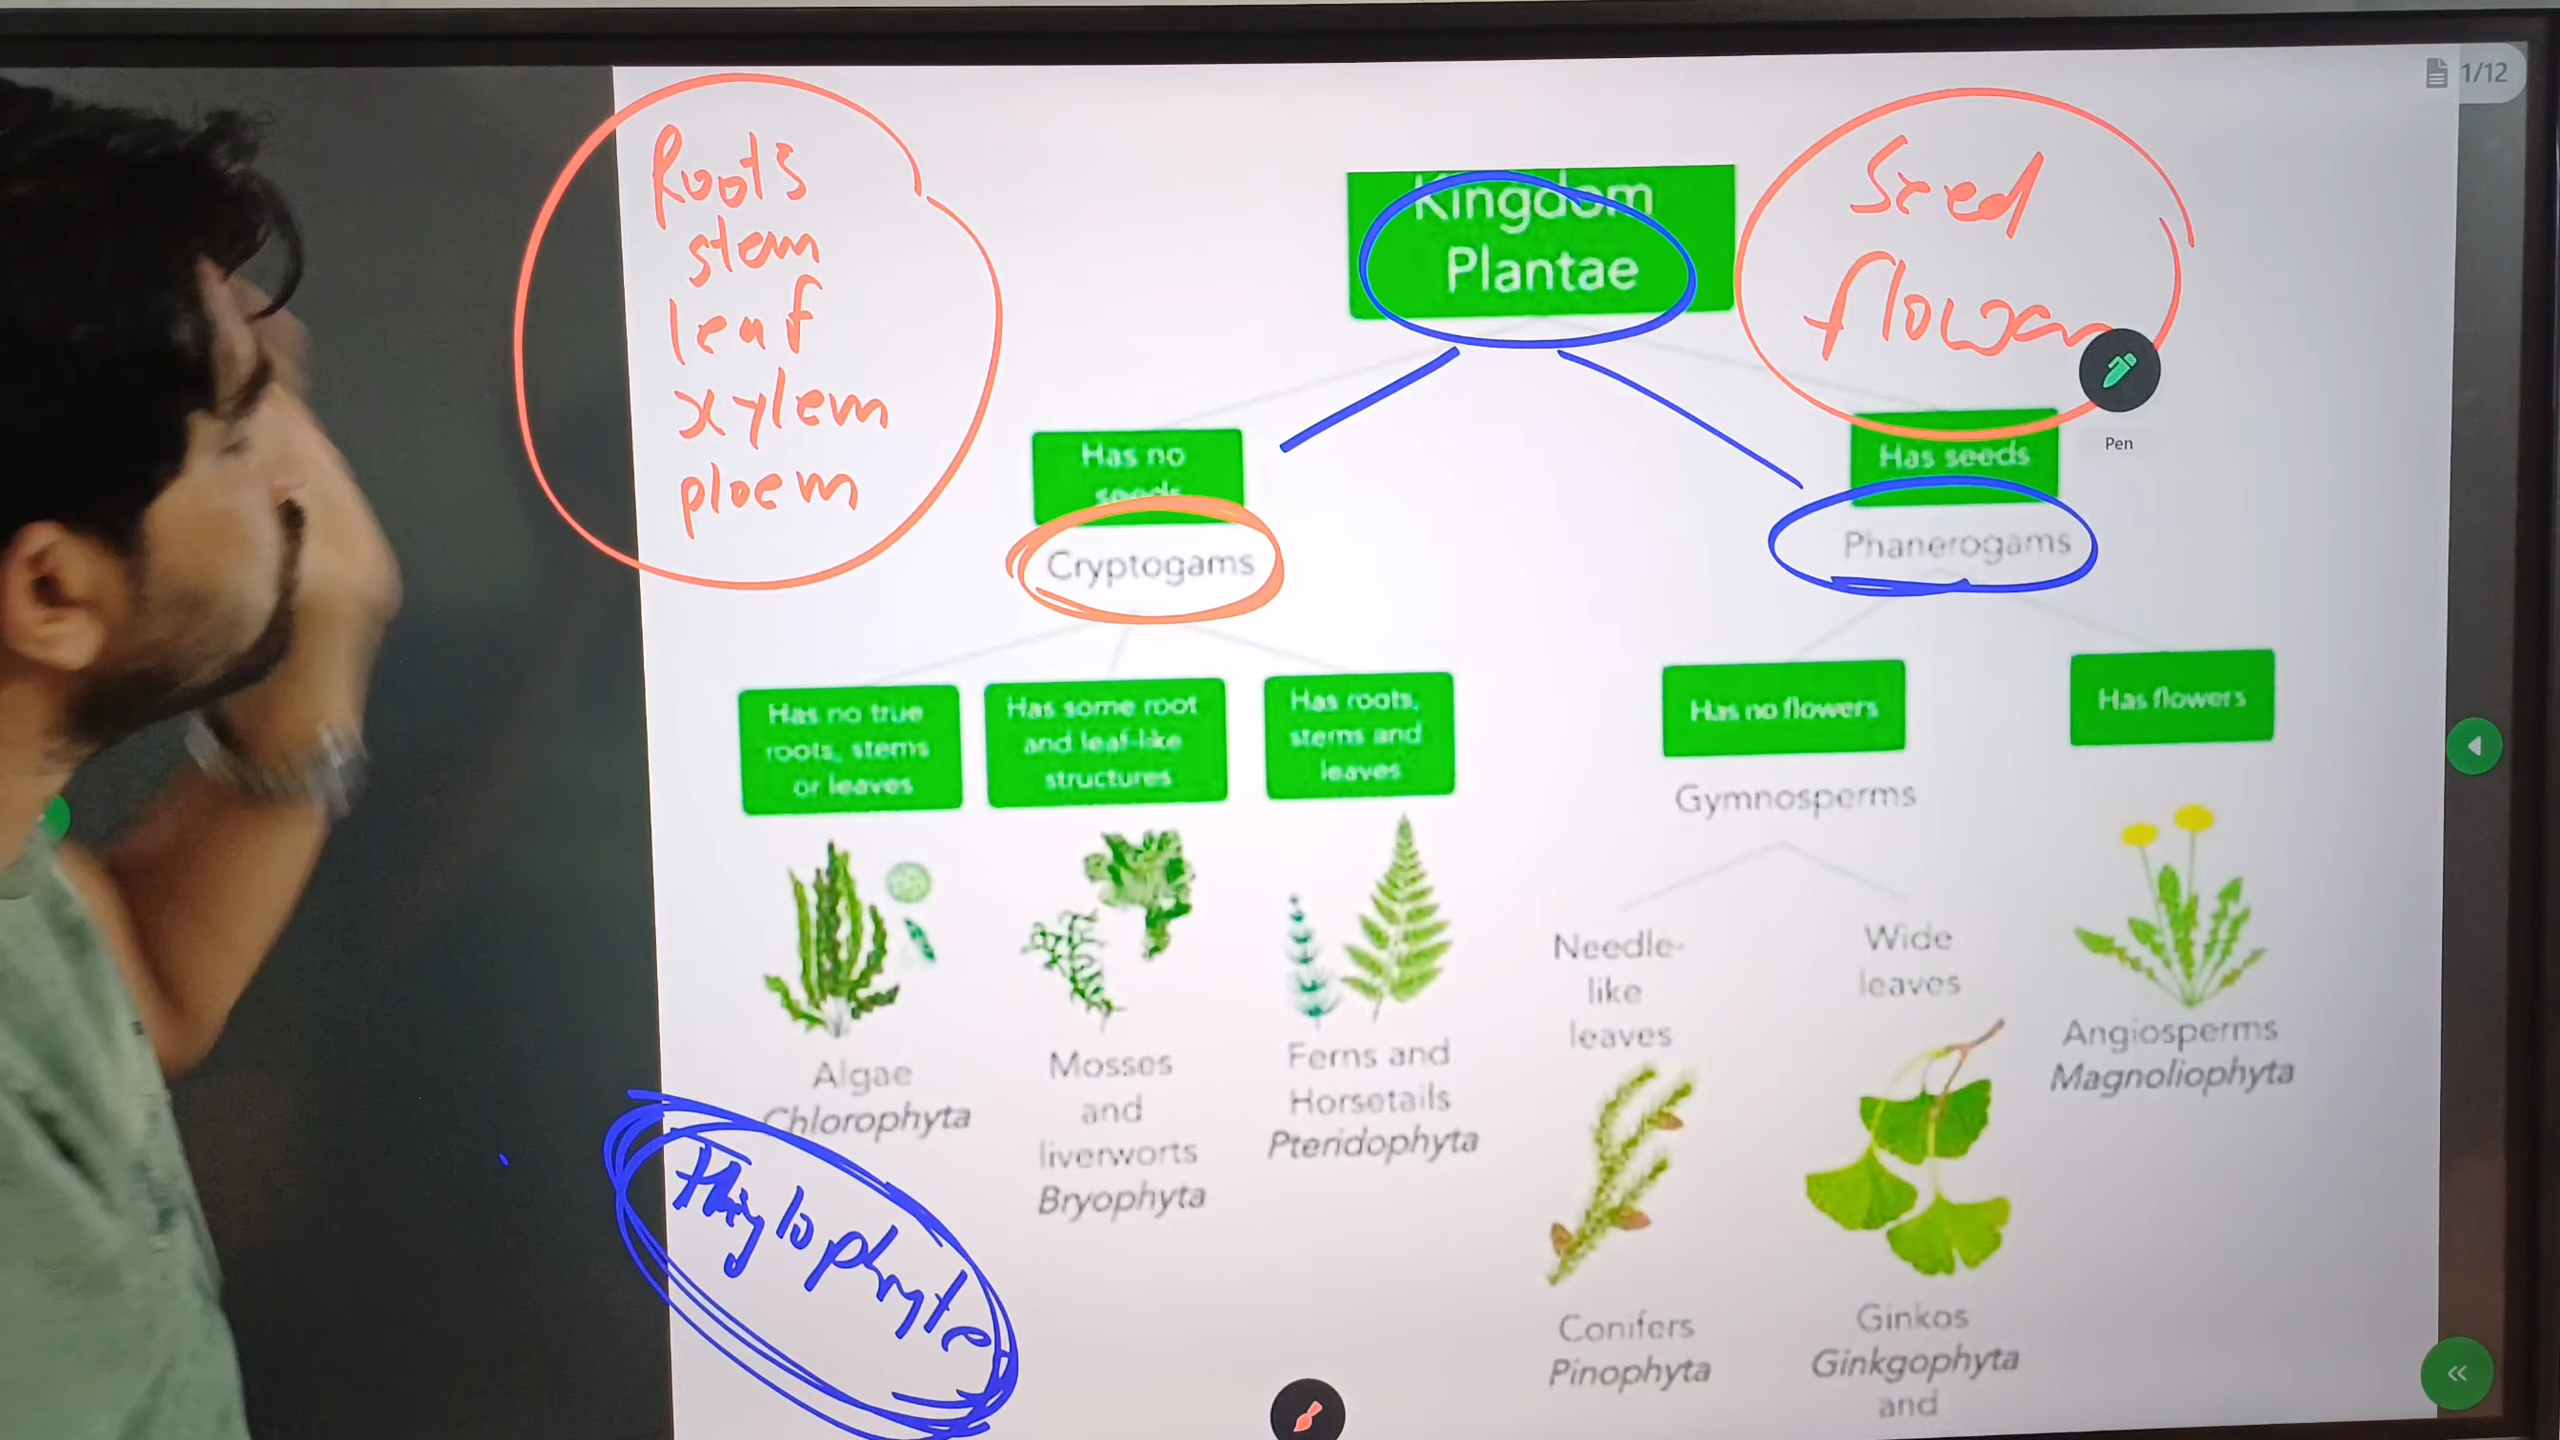 1/12
Roots
stem
leaf
xylem
ploem
Kingdom
Plantae
Seed
flower
Pen
Has no
seeds
Cryptogams
Has seeds
Phanerogams
Has no true
roots, stems
or leaves
Has some root
and leaf-like
structures
Has roots,
stems and
leaves
Has no flowers
Gymnosperms
Has flowers
Needle-
like
leaves
Wide
leaves
Algae
Chlorophyta
Mosses
and
liverworts
Bryophyta
Ferns and
Horsetails
Pteridophyta
Angiosperms
Magnoliophyta
Conifers
Pinophyta
Ginkos
Ginkgophyta
and